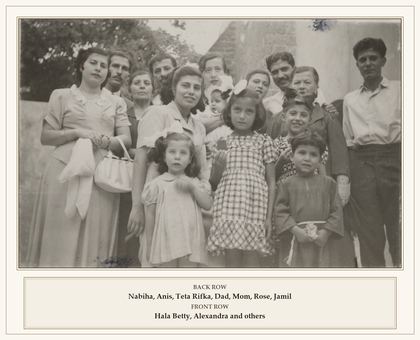 BACK ROW
Nabiha, Anis, Teta Rifka, Dad, Mom, Rose, Jamil
FRONT ROW
Hala Betty, Alexandra and others